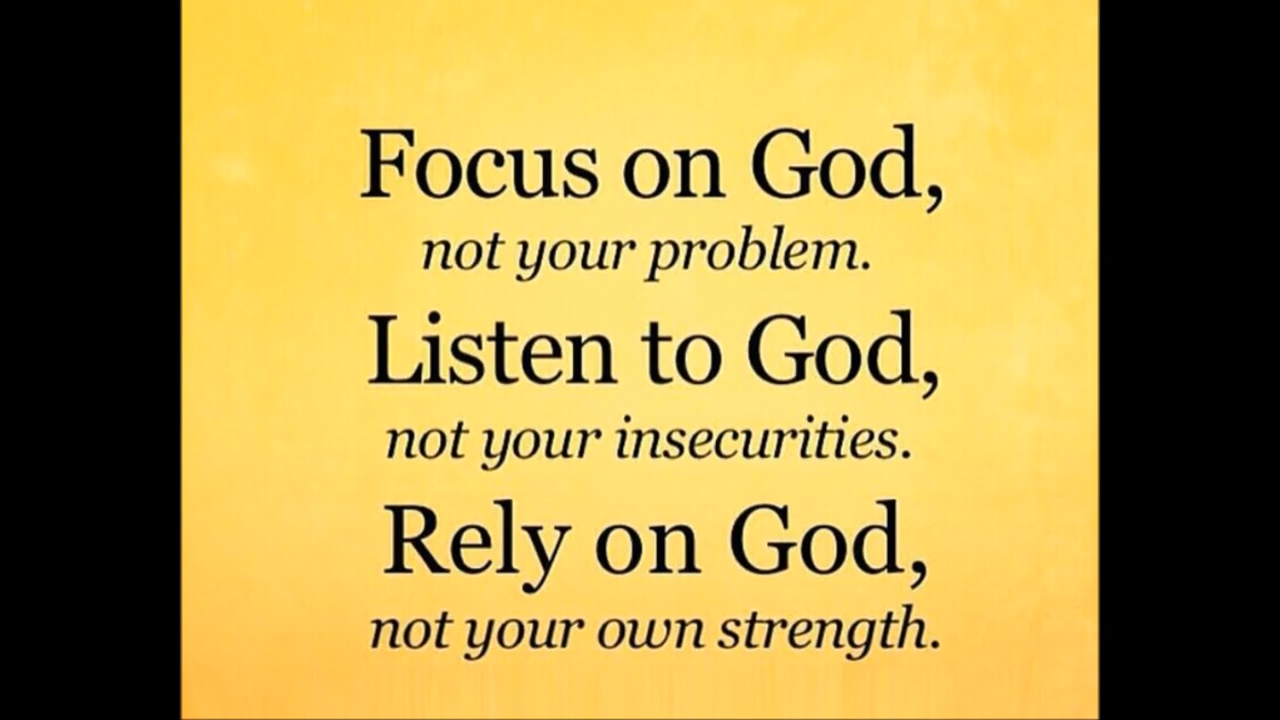 Focus on God,
not your problem.
Listen to God,
not your insecurities.
Rely on God,
not your own strength.